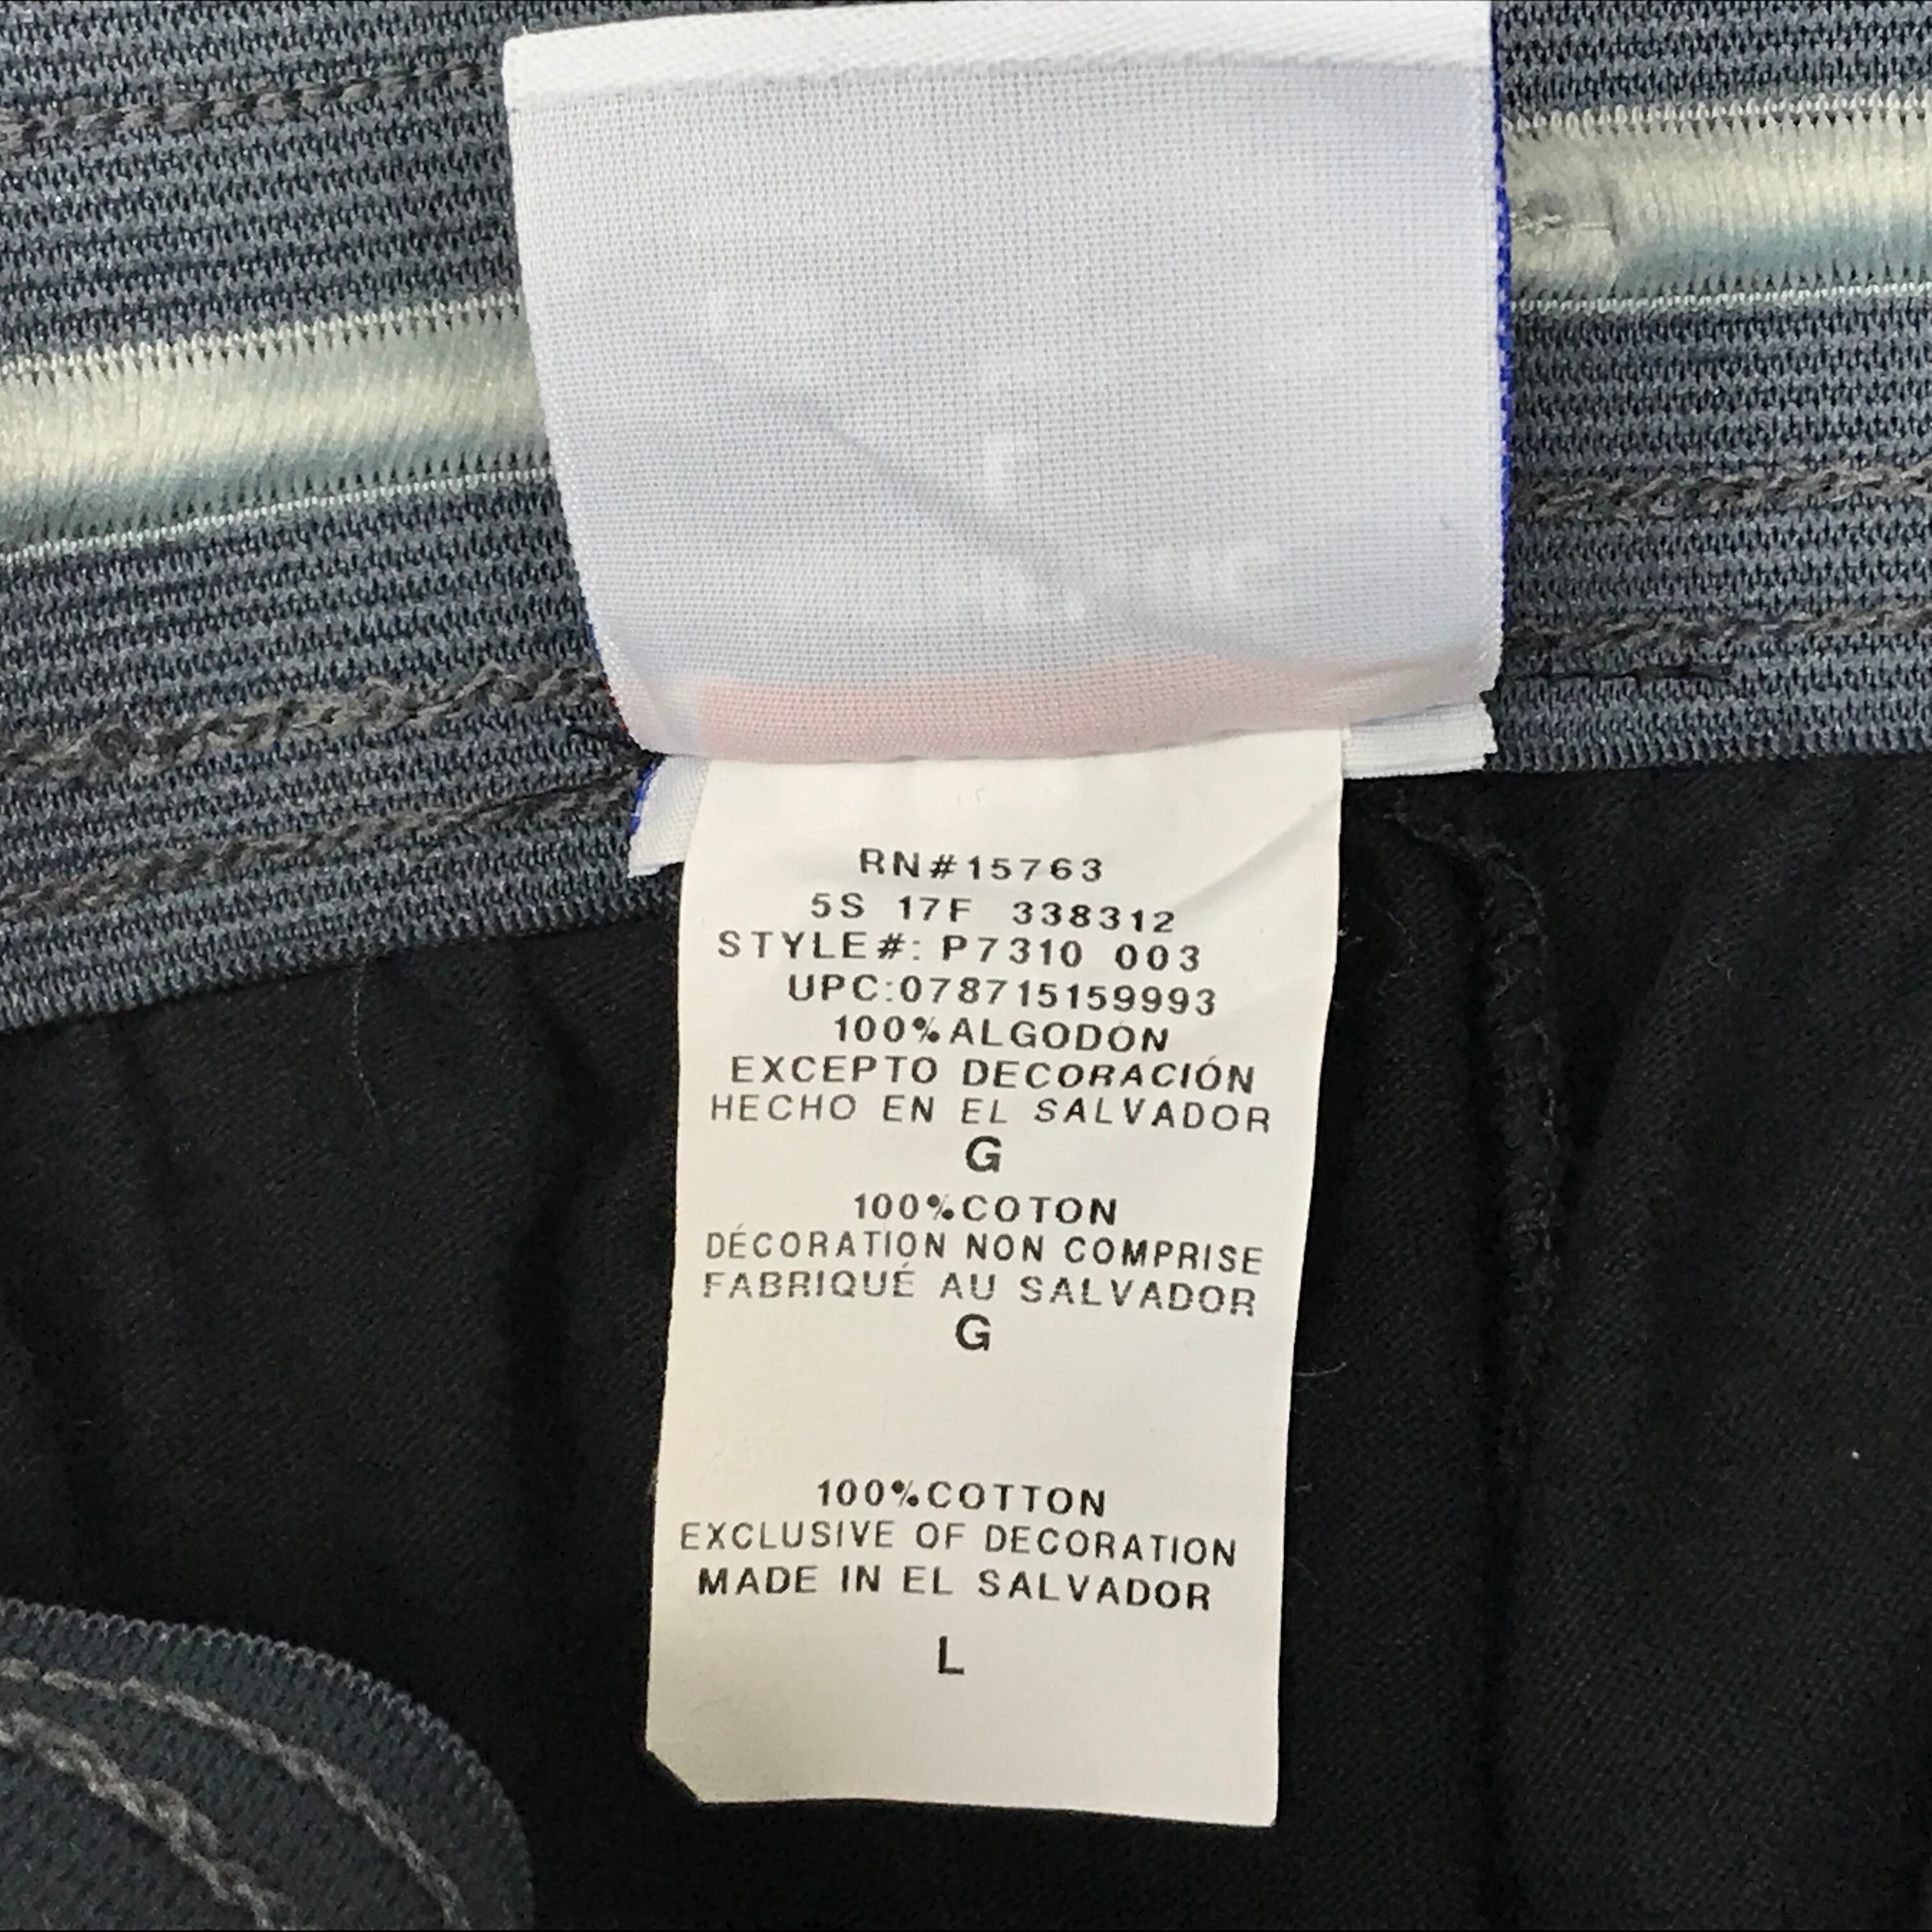 RN#15763
5S 17F 338312
STYLE#: P7310 003
UPC:078715159993
100%ALGODÓN
EXCEPTO DECORACIÓN
HECHO EN EL SALVADOR
G
100%COTON
DÉCORATION NON COMPRISE
FABRIQUÉ AU SALVADOR
G
100%COTTON
EXCLUSIVE OF DECORATION
MADE IN EL SALVADOR
L